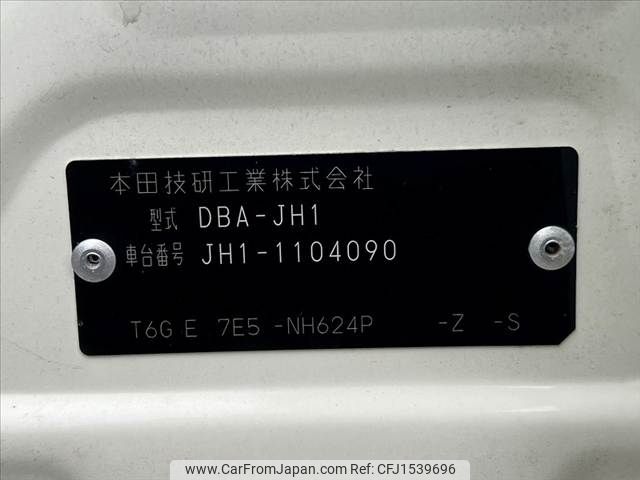 本田技研工業株式会社
型式 DBA-JH1
車台番号 JH1-1104090
T6G E 7E5 -NH624P -Z -S
www.CarFromJapan.com - CFJ1539696